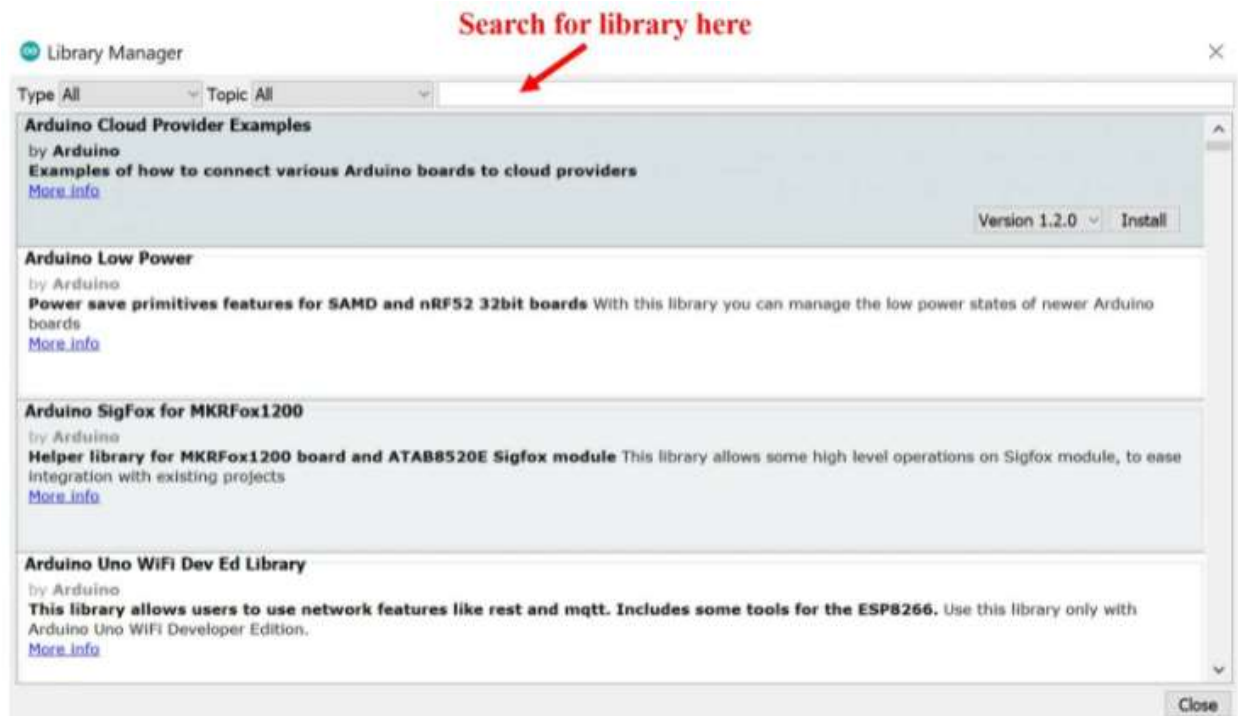 Search for library here
Library Manager
Type All Topic All
Arduino Cloud Provider Examples
by Arduino
Examples of how to connect various Arduino boards to cloud providers
More info
Version 1.2.0 Install
Arduino Low Power
by Arduino
Power save primitives features for SAMD and nRF52 32bit boards With this library you can manage the low power states of newer Arduino
boards
More info
Arduino SigFox for MKRFox1200
by Arduino
Helper library for MKRFox1200 board and ATAB8520E Sigfox module This library allows some high level operations on Sigfox module, to ease
integration with existing projects
More info
Arduino Uno WiFi Dev Ed Library
by Arduino
This library allows users to use network features like rest and mqtt. Includes some tools for the ESP8266. Use this library only with
Arduino Uno WiFi Developer Edition.
More info
Close